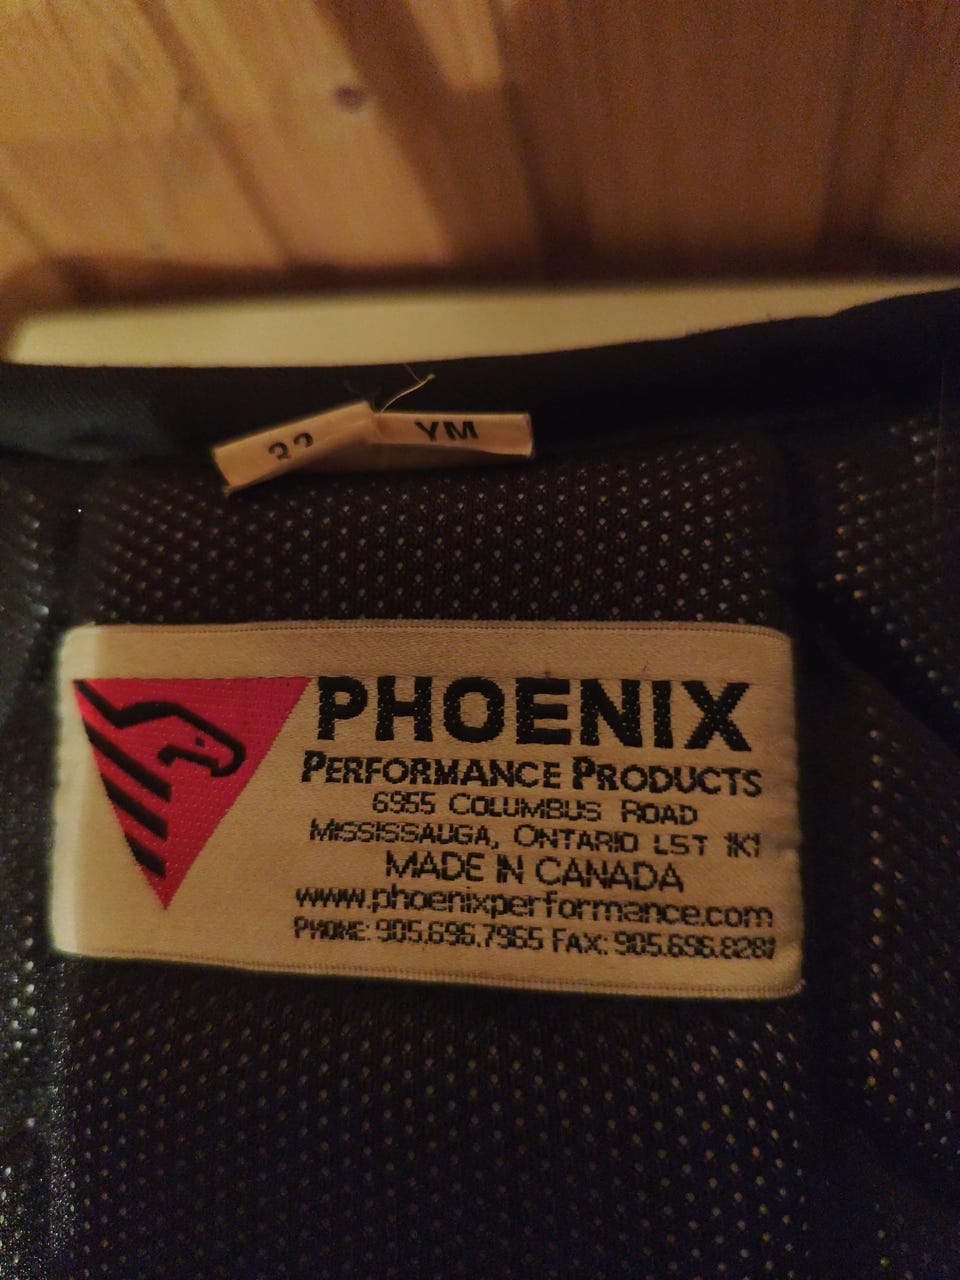 YM
PHOENIX
PERFORMANCE PRODUCTS
6955 COLUMBUS ROAD
MISSISSAUGA, ONTARIO L5T 1K1
MADE IN CANADA
www.phoenixperformance.com
PHONE: 905.696.7965 FAX: 905.696.8281